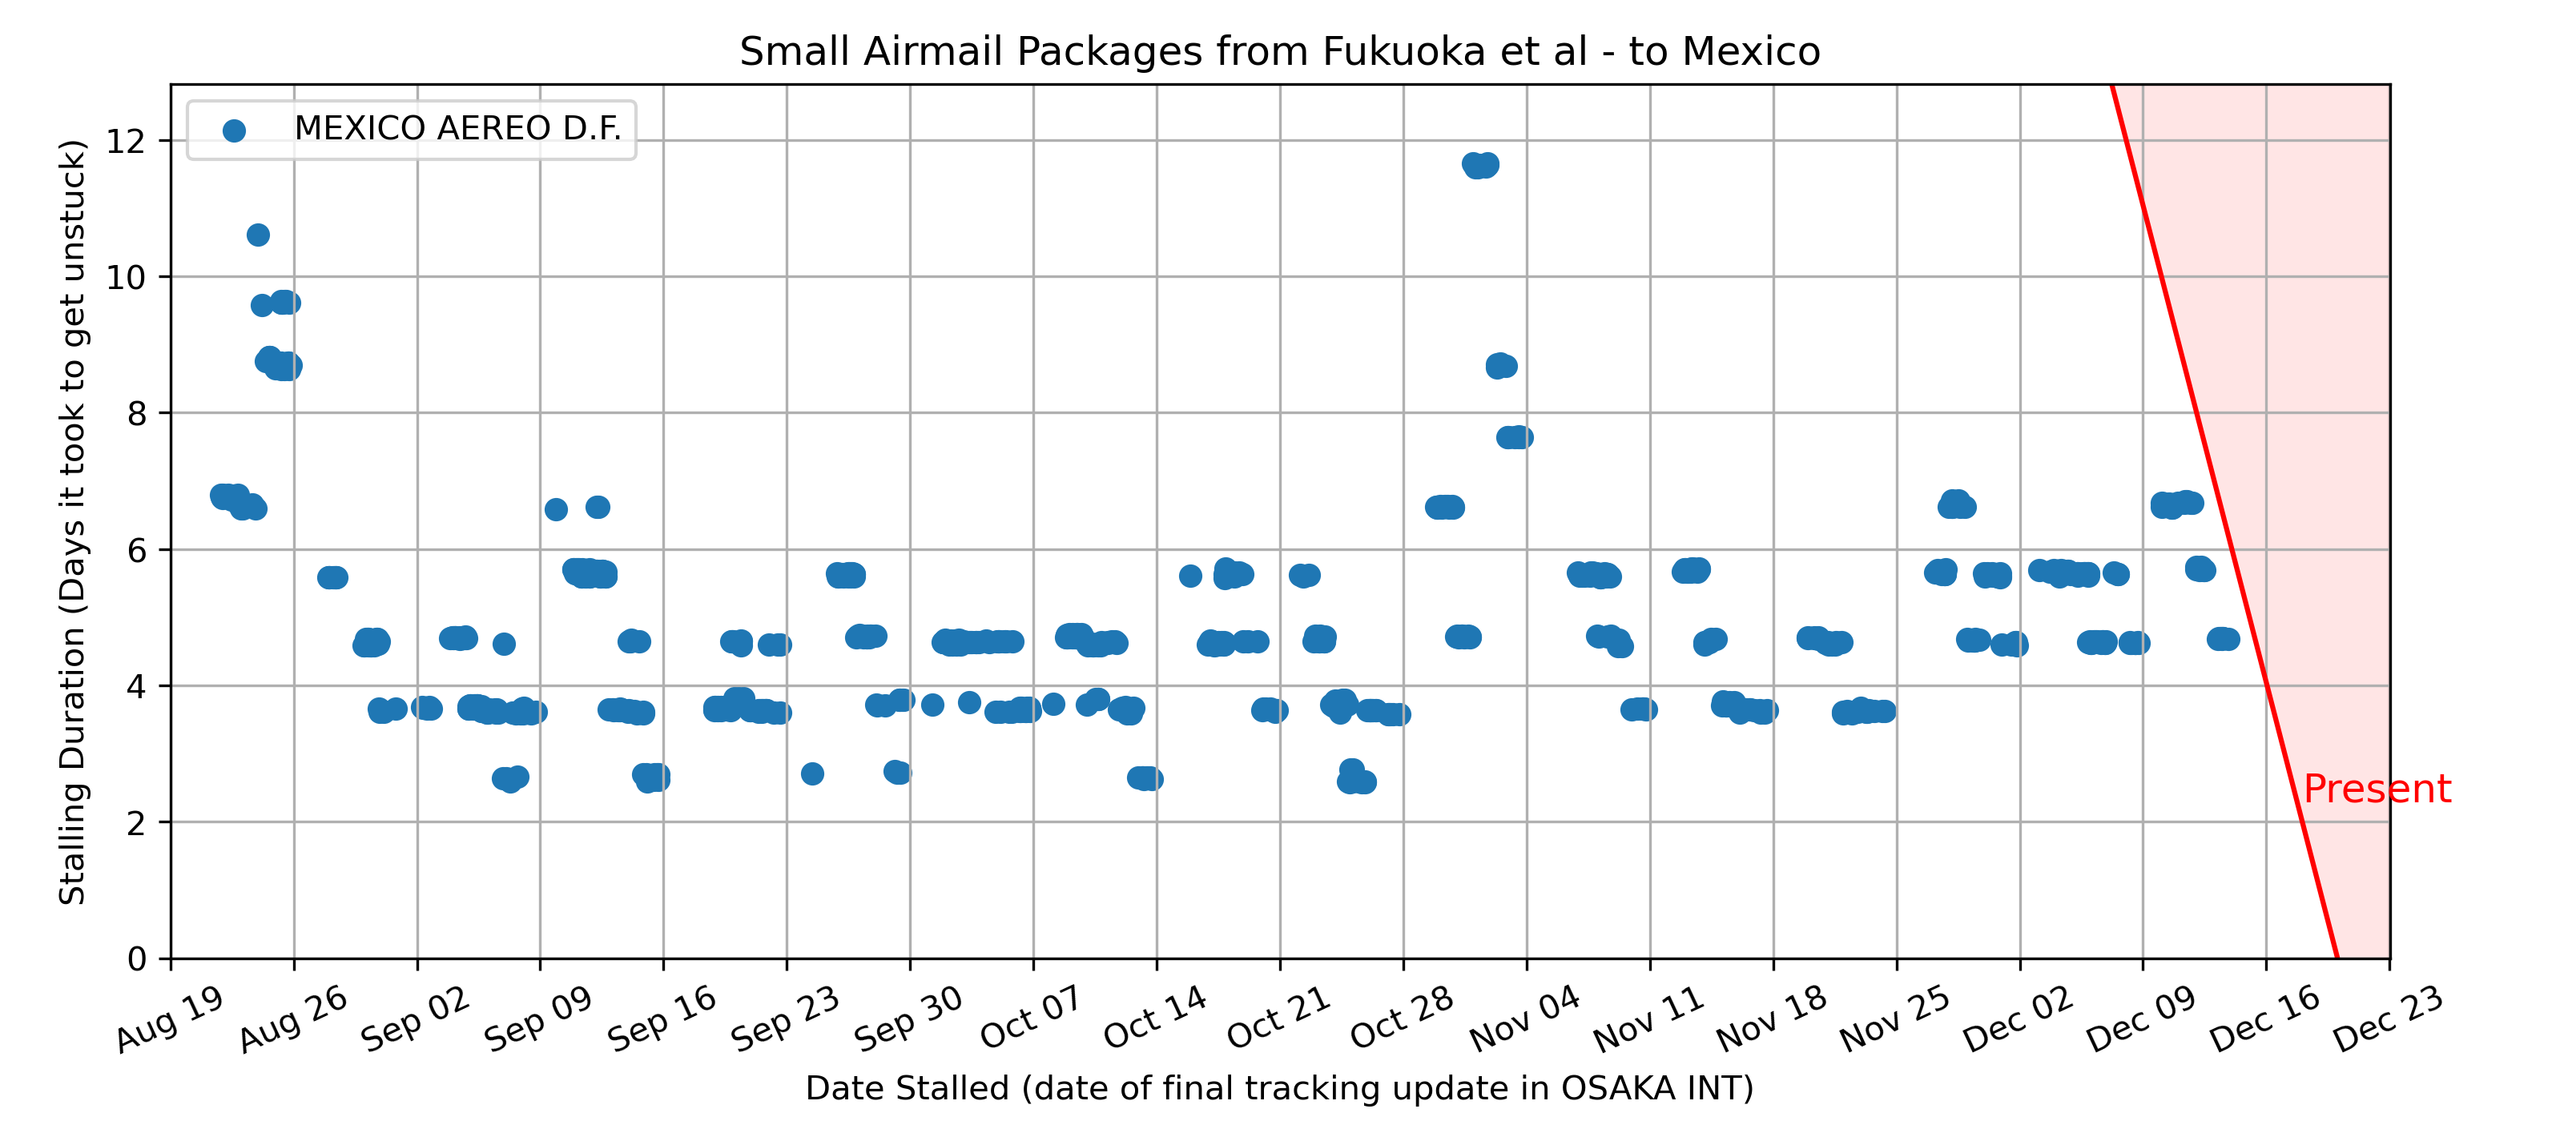 Small Airmail Packages from Fukuoka et al - to Mexico
MEXICO AEREO D.F.
Stalling Duration (Days it took to get unstuck)
12
10
8
6
4
2
0
Present
Aug 19
Aug 26
Sep 02
Sep 09
Sep 16
Sep 23
Sep 30
Oct 07
Oct 14
Oct 21
Oct 28
Nov 04
Nov 11
Nov 18
Nov 25
Dec 02
Dec 09
Dec 16
Dec 23
Date Stalled (date of final tracking update in OSAKA INT)